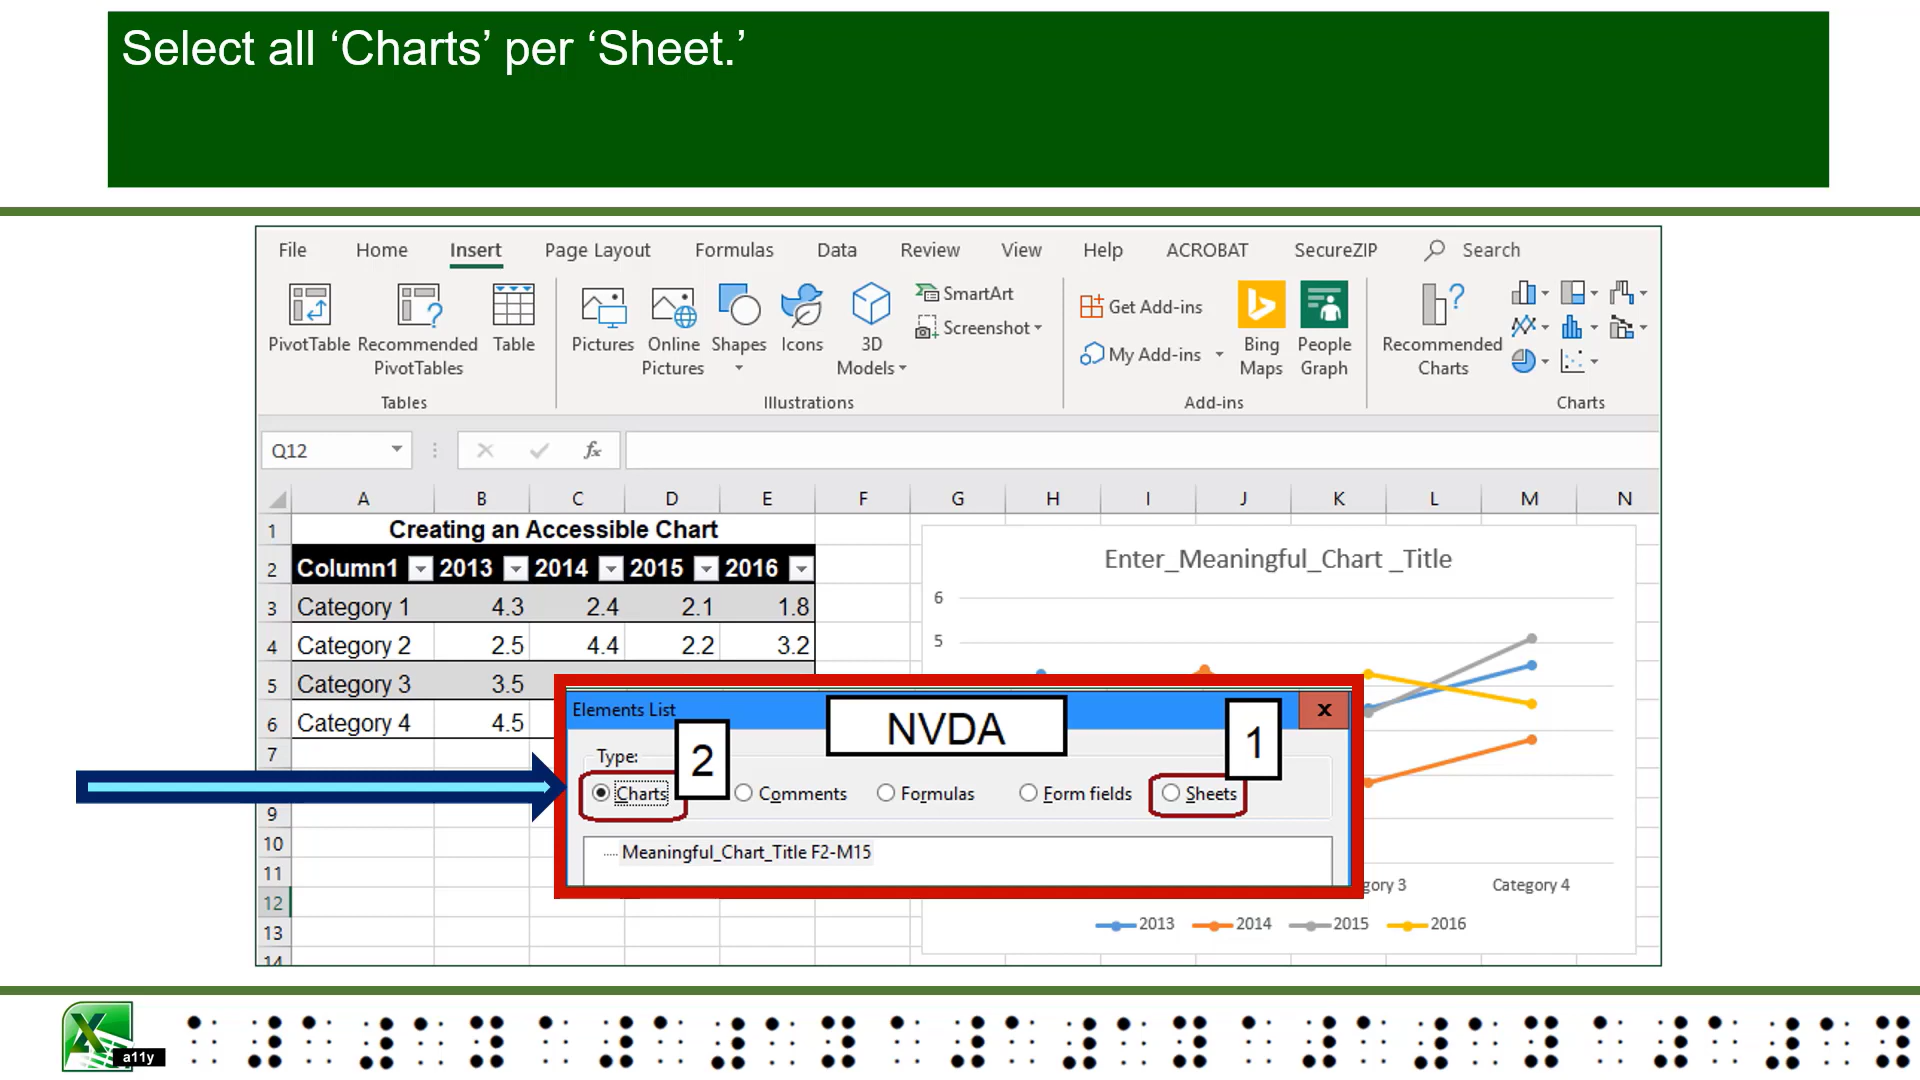 Select all ‘Charts’ per ‘Sheet.’
File Home Insert Page Layout Formulas Data Review View Help ACROBAT SecureZIP Search
PivotTable
Recommended
PivotTables
Table
Tables
Pictures
Online
Pictures
Shapes
Icons
3D
Models
SmartArt
Screenshot
Illustrations
Get Add-ins
My Add-ins
Bing
Maps
People
Graph
Add-ins
Recommended
Charts
Charts
Q12
fx
A B C D E F G H I J K L M N
1 Creating an Accessible Chart
2 Column1 2013 2014 2015 2016
3 Category 1 4.3 2.4 2.1 1.8
4 Category 2 2.5 4.4 2.2 3.2
5 Category 3 3.5
6 Category 4 4.5
7
9
10
11
12
13
14
Enter_Meaningful_Chart _Title
6
5
gory 3 Category 4
2013 2014 2015 2016
Elements List
NVDA
x
1
2
Type:
Charts Comments Formulas Form fields Sheets
Meaningful_Chart_Title F2-M15
X
a11y